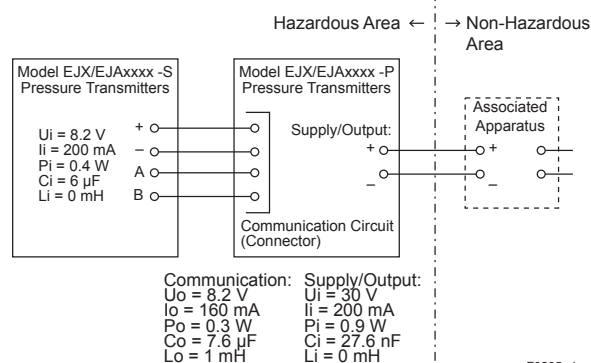 Hazardous Area ← → Non-Hazardous
Area
Model EJX/EJAxxxx -S
Pressure Transmitters
Ui = 8.2 V
Ii = 200 mA
Pi = 0.4 W
Ci = 6 µF
Li = 0 mH
+
–
A
B
Model EJX/EJAxxxx -P
Pressure Transmitters
Supply/Output:
+
–
Communication Circuit
(Connector)
Associated
Apparatus
+
–
Communication:
Uo = 8.2 V
Io = 160 mA
Po = 0.3 W
Co = 7.6 µF
Lo = 1 mH
Supply/Output:
Ui = 30 V
Ii = 200 mA
Pi = 0.9 W
Ci = 27.6 nF
Li = 0 mH